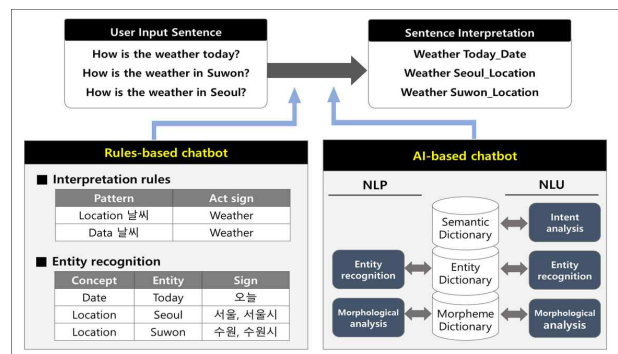 User Input Sentence
How is the weather today?
How is the weather in Suwon?
How is the weather in Seoul?
Sentence Interpretation
Weather Today_Date
Weather Seoul_Location
Weather Suwon_Location
Rules-based chatbot
■ Interpretation rules
Pattern Act sign
Location 날씨 Weather
Data 날씨 Weather
■ Entity recognition
Concept Entity Sign
Date Today 오늘
Location Seoul 서울, 서울시
Location Suwon 수원, 수원시
AI-based chatbot
NLP NLU
Semantic
Dictionary
Intent
analysis
Entity
recognition
Entity
Dictionary
Entity
recognition
Morphological
analysis
Morpheme
Dictionary
Morphological
analysis